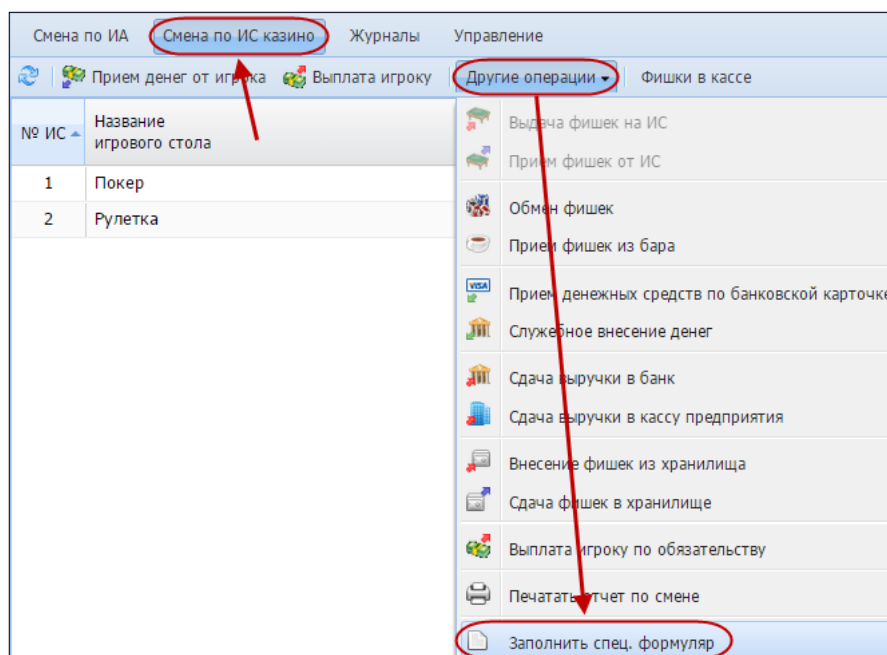 Смена по ИА Смена по ИС казино Журналы Управление
Прием денег от игрока Выплата игроку Другие операции Фишки в кассе
№ ИС Название игрового стола
1 Покер
2 Рулетка
Выдача фишек на ИС
Прием фишек от ИС
Обмен фишек
Прием фишек из бара
VISA Прием денежных средств по банковской карточке
Служебное внесение денег
Сдача выручки в банк
Сдача выручки в кассу предприятия
Внесение фишек из хранилища
Сдача фишек в хранилище
Выплата игроку по обязательству
Печатать отчет по смене
Заполнить спец. формуляр